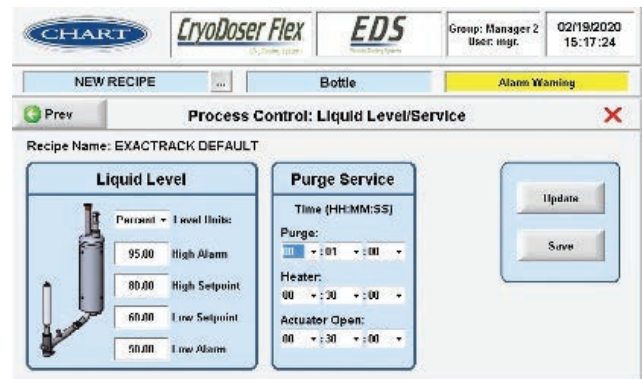 CHART
CryoDoser Flex
EDS
Group: Manager 2
User: mgr.
02/19/2020
15:17:24
NEW RECIPE
...
Bottle
Alarm Warning
Prev
Process Control: Liquid Level/Service
Recipe Name: EXACTRACK DEFAULT
Liquid Level
Percent Level Units:
95.00 High Alarm
80.00 High Setpoint
60.00 Low Setpoint
50.00 Low Alarm
Purge Service
Time (HH:MM:SS)
Purge:
00 :01 :00
Heater:
00 :30 :00
Actuator Open:
00 :30 :00
Update
Save